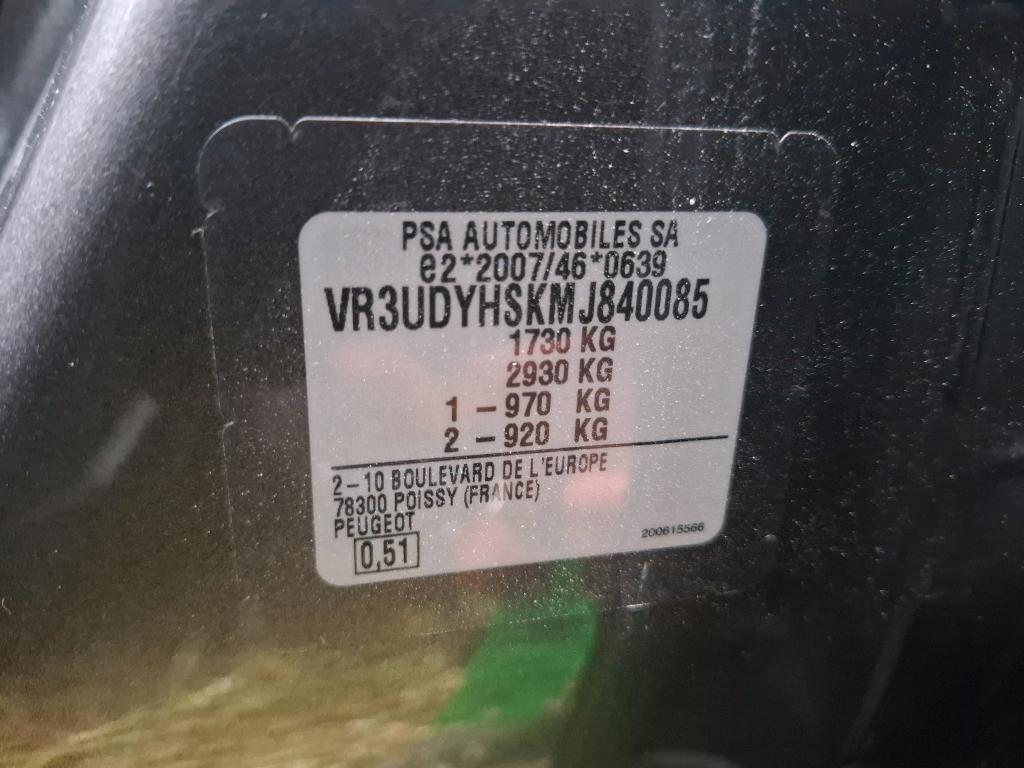 PSA AUTOMOBILES SA
e2*2007/46*0639
VR3UDYHSKMJ840085
1730 KG
2930 KG
1 – 970 KG
2 – 920 KG
2–10 BOULEVARD DE L'EUROPE
78300 POISSY (FRANCE)
PEUGEOT
0,51
200615566